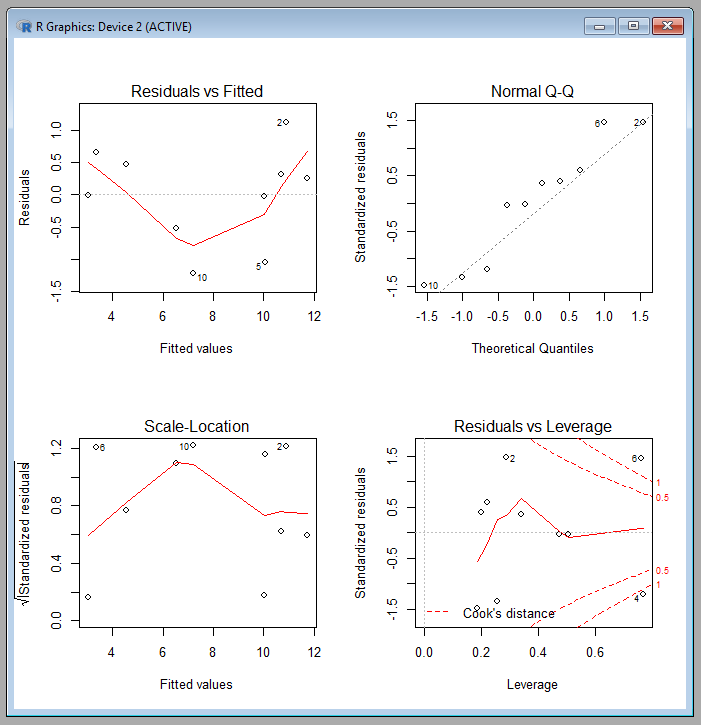 R Graphics: Device 2 (ACTIVE)
Residuals vs Fitted
Residuals
-1.5 -0.5 0.0 0.5 1.0
2
10
5
4 6 8 10 12
Fitted values
Normal Q-Q
Standardized residuals
-1.5 -0.5 0.5 1.5
6
2
10
-1.5 -1.0 -0.5 0.0 0.5 1.0 1.5
Theoretical Quantiles
Scale-Location
√|Standardized residuals|
0.0 0.4 0.8 1.2
6
10
2
4 6 8 10 12
Fitted values
Residuals vs Leverage
Standardized residuals
-1.5 -0.5 0.5 1.5
2
6
1
0.5
0.5
1
4
Cook's distance
0.0 0.2 0.4 0.6
Leverage